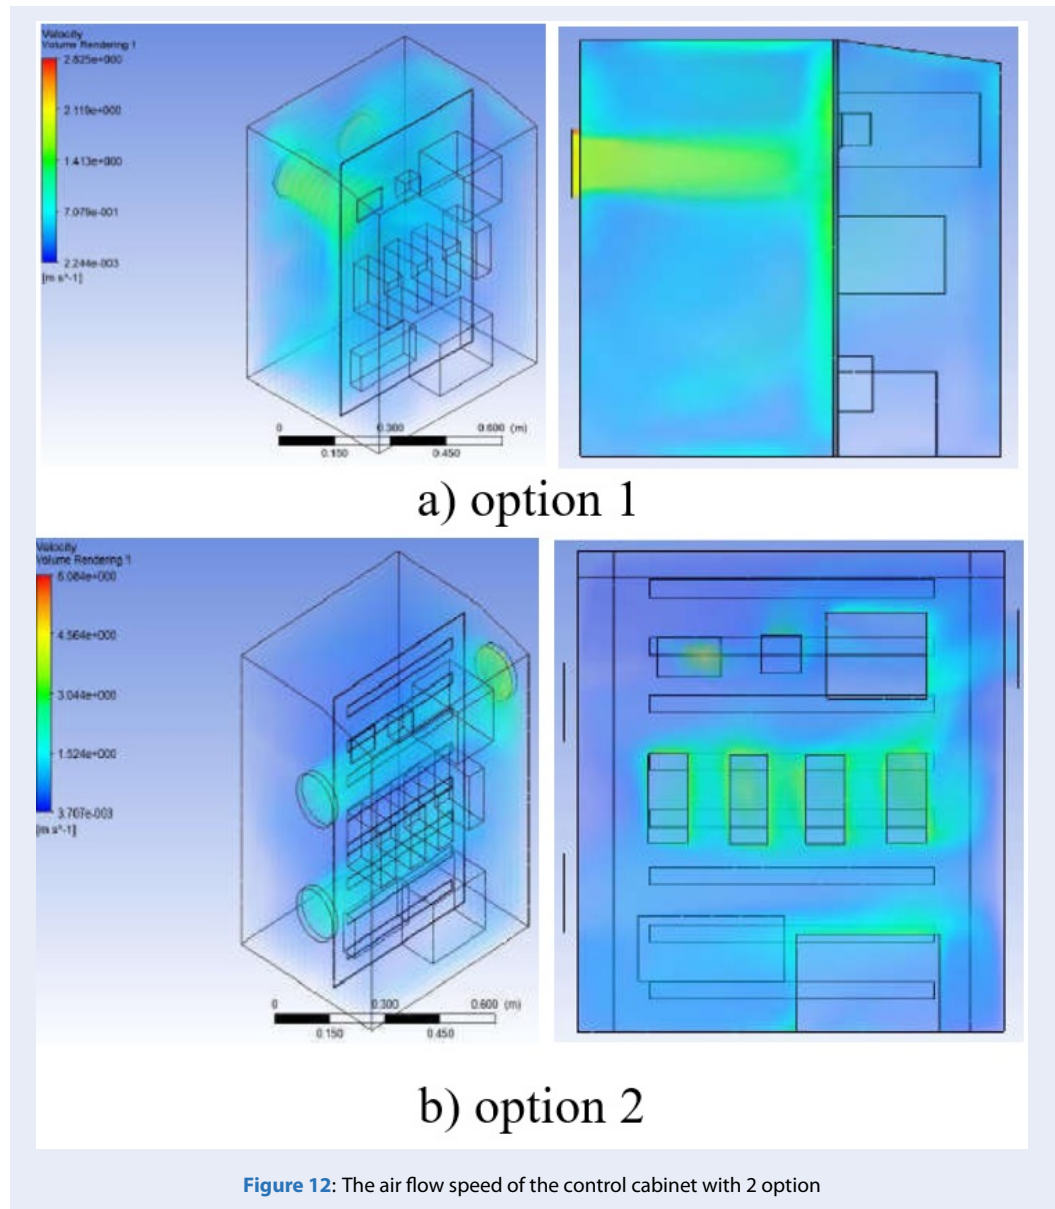 Velocity
Volume Rendering 1
2.825e+000
2.119e+000
1.413e+000
7.079e-001
2.244e-003
[m s^-1]
0 0.300 0.600 (m)
0.150 0.450
a) option 1
Velocity
Volume Rendering 1
6.084e+000
4.564e+000
3.044e+000
1.524e+000
3.767e-003
[m s^-1]
0 0.300 0.600 (m)
0.150 0.450
b) option 2
Figure 12: The air flow speed of the control cabinet with 2 option